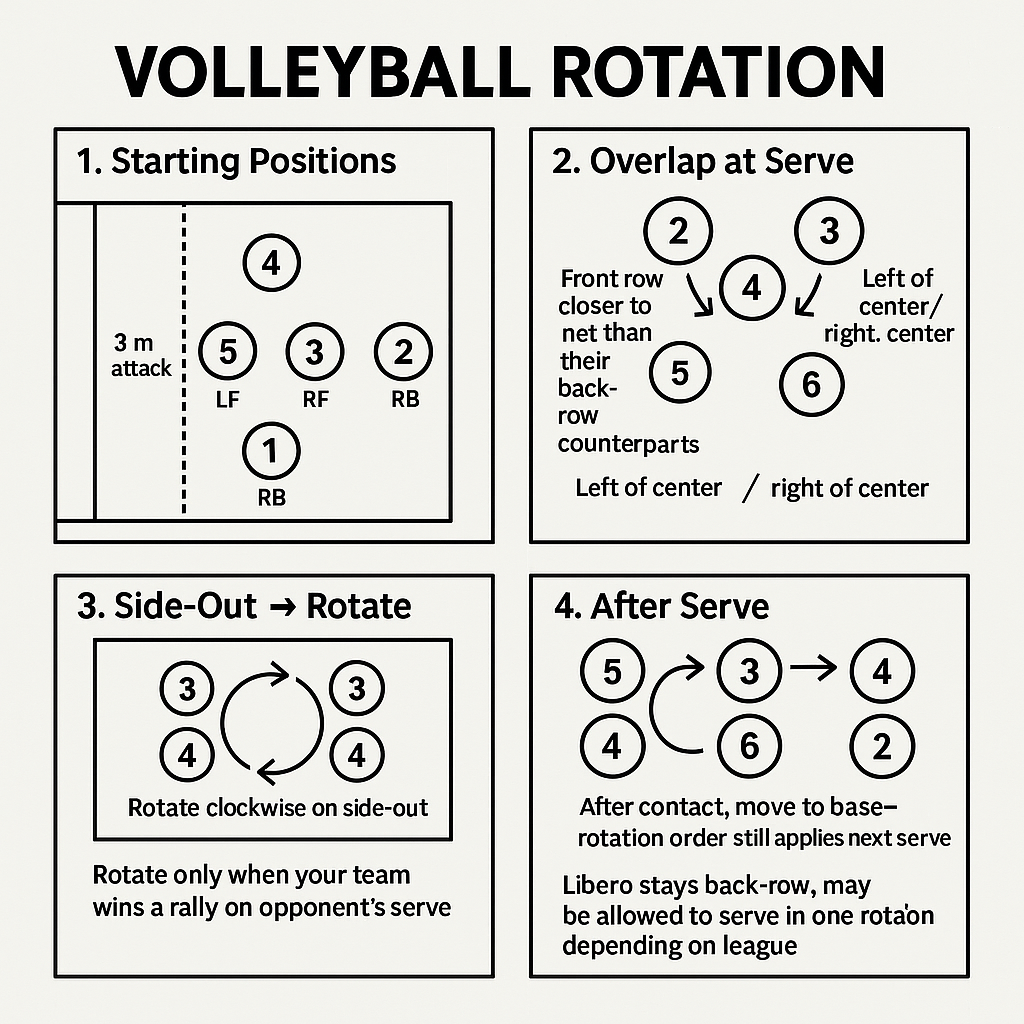 VOLLEYBALL ROTATION
1. Starting Positions
4
3 m
attack
5
3
2
LF
RF
RB
1
RB
2. Overlap at Serve
2
3
4
Front row
closer to
net than
their
back-
row
counterparts
Left of
center/
right. center
5
6
Left of center / right of center
3. Side-Out → Rotate
3
3
4
4
Rotate clockwise on side-out
Rotate only when your team
wins a rally on opponent's serve
4. After Serve
5
3
4
4
6
2
After contact, move to base–
rotation order still applies next serve
Libero stays back-row, may
be allowed to serve in one rota'on
depending on league